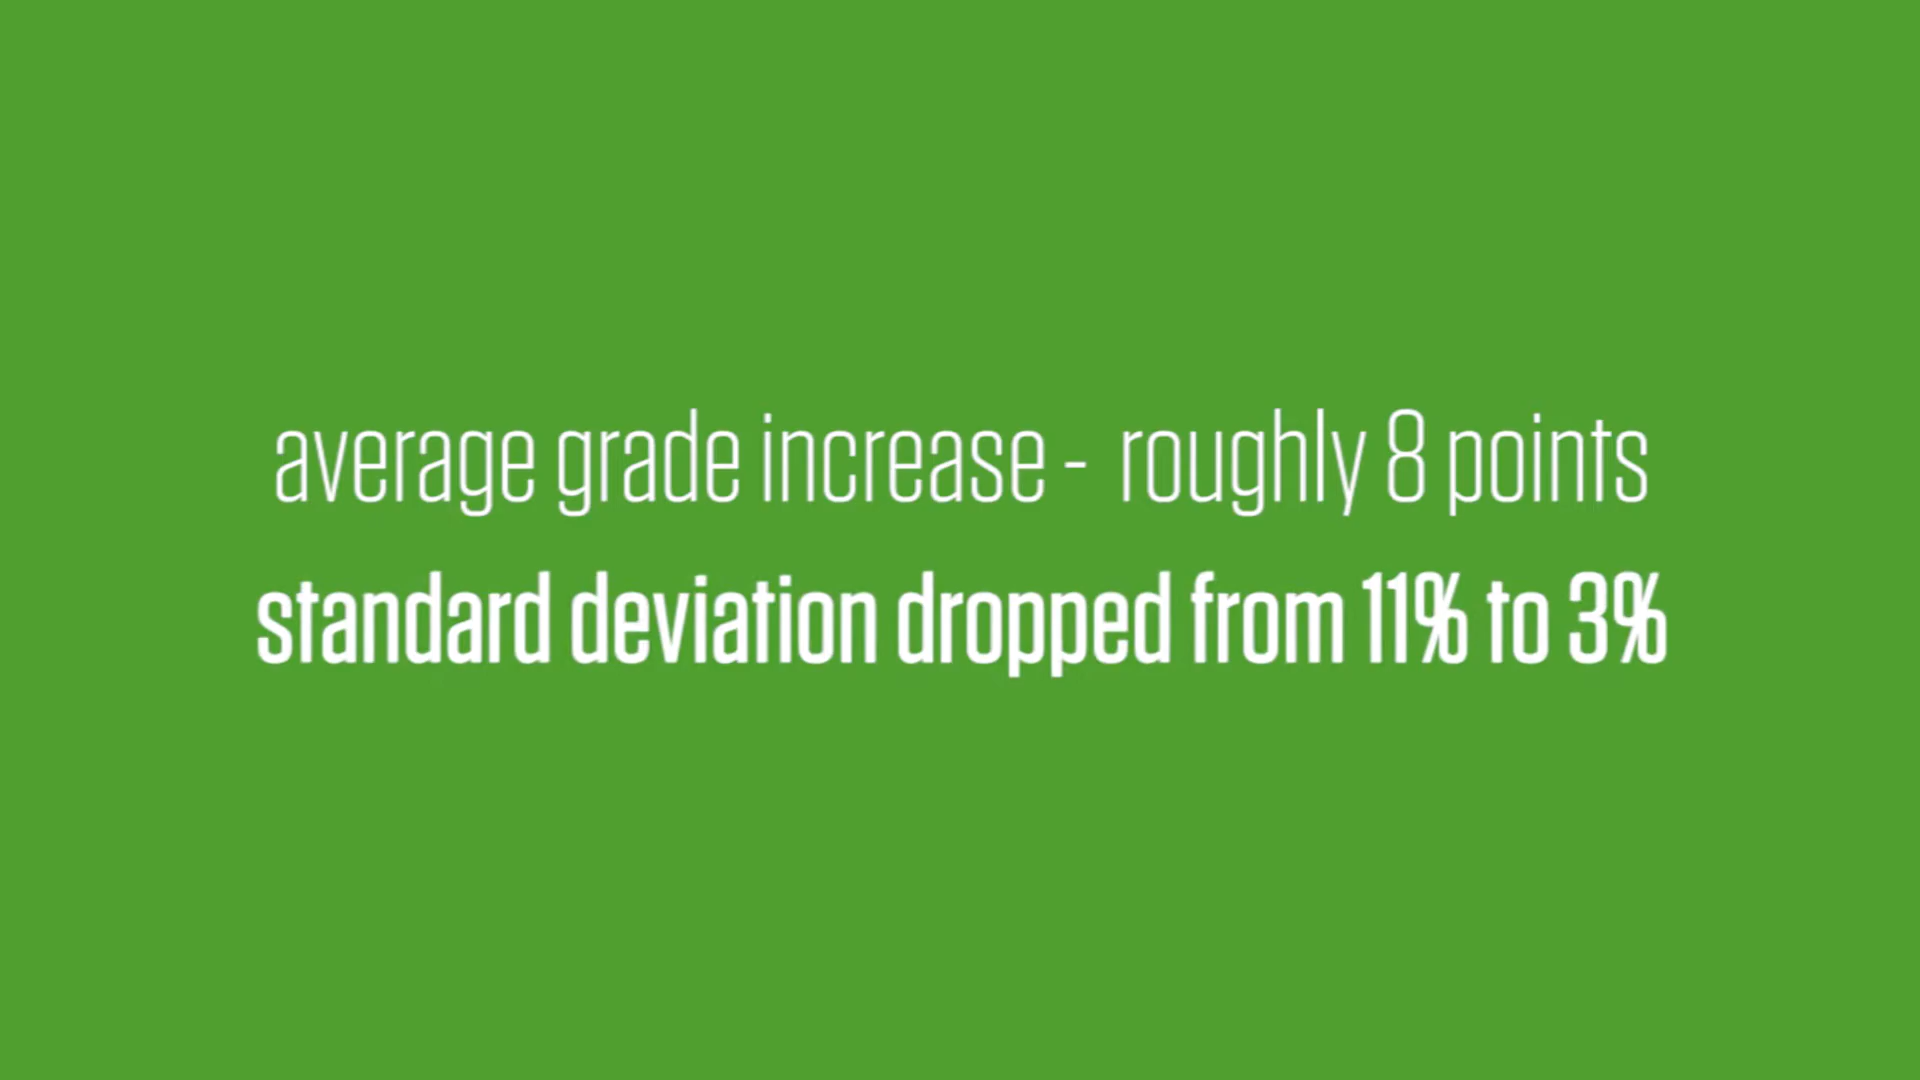 average grade increase - roughly 8 points
standard deviation dropped from 11% to 3%